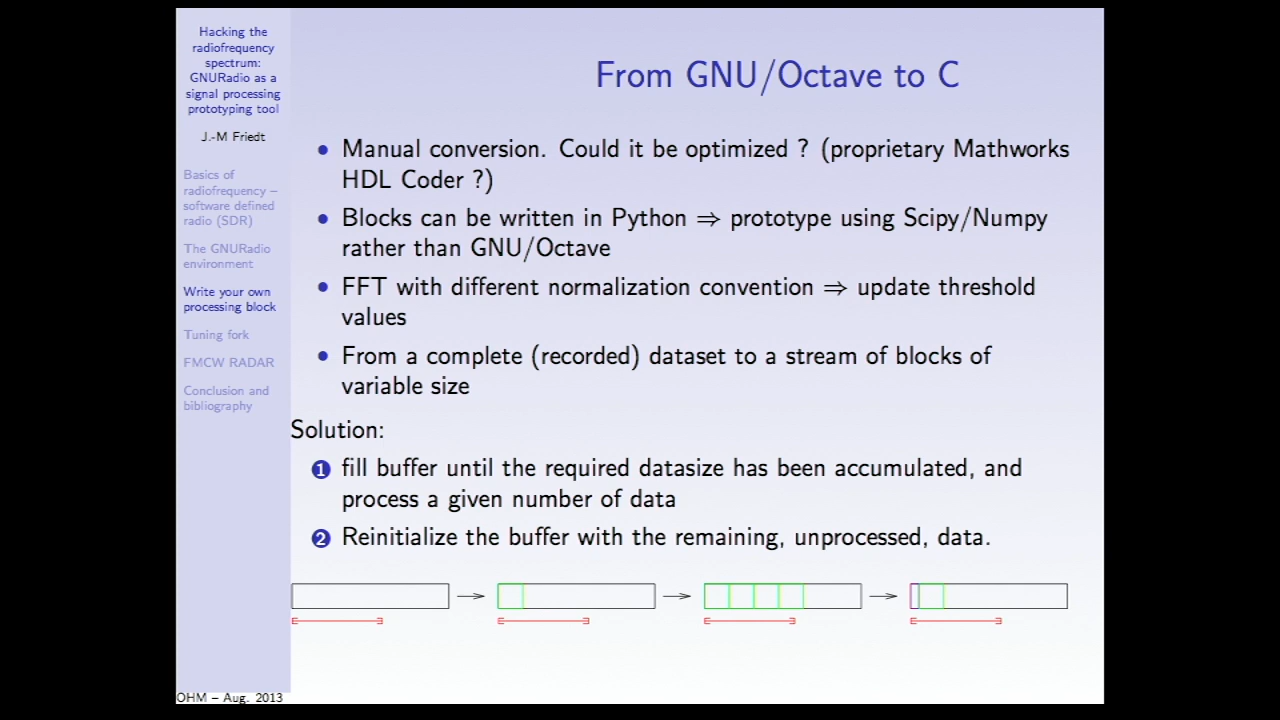 Hacking the
radiofrequency
spectrum:
GNURadio as a
signal processing
prototyping tool
J.-M Friedt
Basics of
radiofrequency –
software defined
radio (SDR)
The GNURadio
environment
Write your own
processing block
Tuning fork
FMCW RADAR
Conclusion and
bibliography
OHM – Aug. 2013
From GNU/Octave to C
• Manual conversion. Could it be optimized ? (proprietary Mathworks
HDL Coder ?)
• Blocks can be written in Python ⇒ prototype using Scipy/Numpy
rather than GNU/Octave
• FFT with different normalization convention ⇒ update threshold
values
• From a complete (recorded) dataset to a stream of blocks of
variable size
Solution:
1 fill buffer until the required datasize has been accumulated, and
process a given number of data
2 Reinitialize the buffer with the remaining, unprocessed, data.